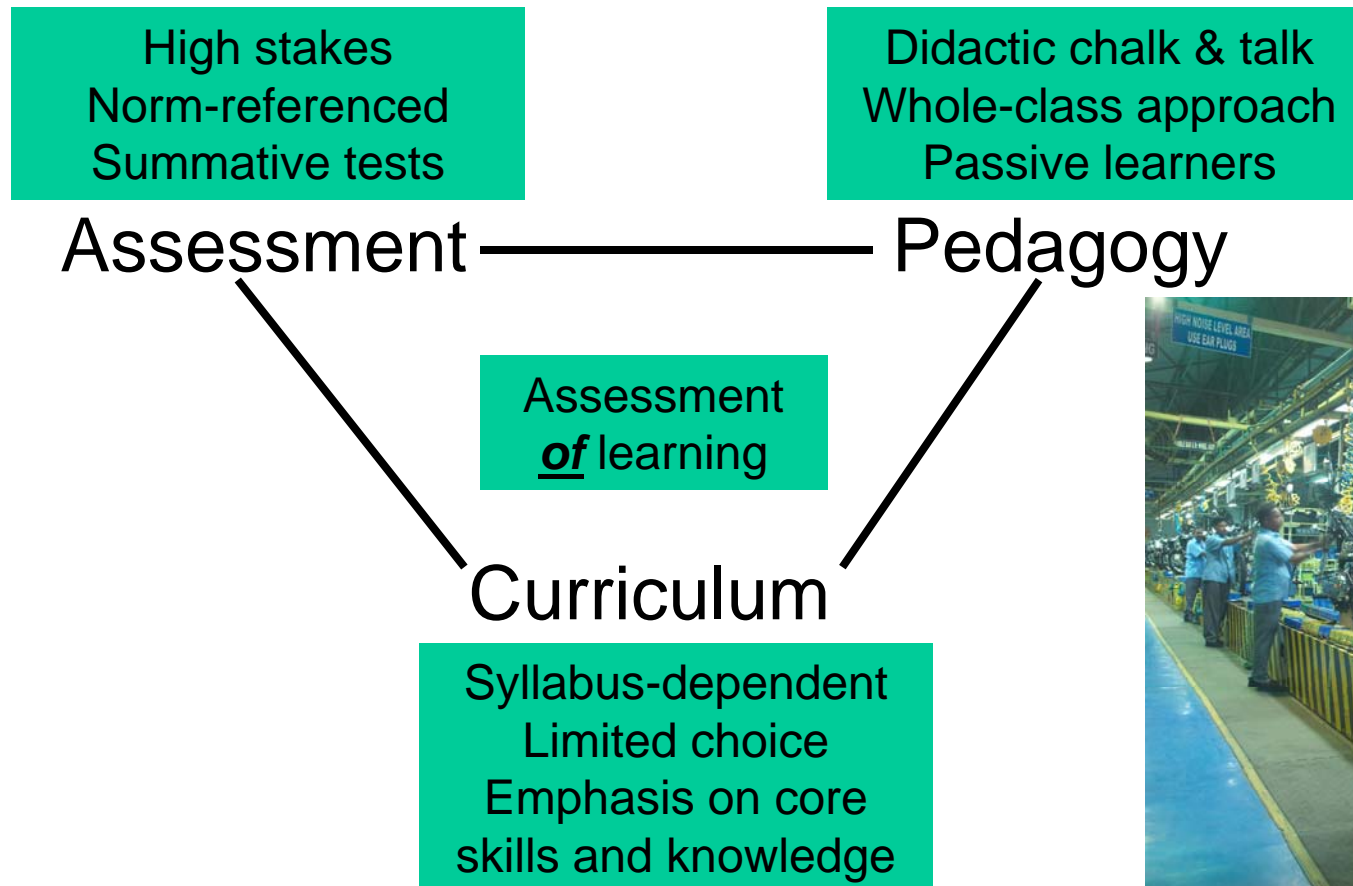 High stakes
Norm-referenced
Summative tests
Didactic chalk & talk
Whole-class approach
Passive learners
Assessment
Pedagogy
HIGH NOISE LEVEL AREA
USE EAR PLUGS
Assessment
of learning
Curriculum
Syllabus-dependent
Limited choice
Emphasis on core
skills and knowledge